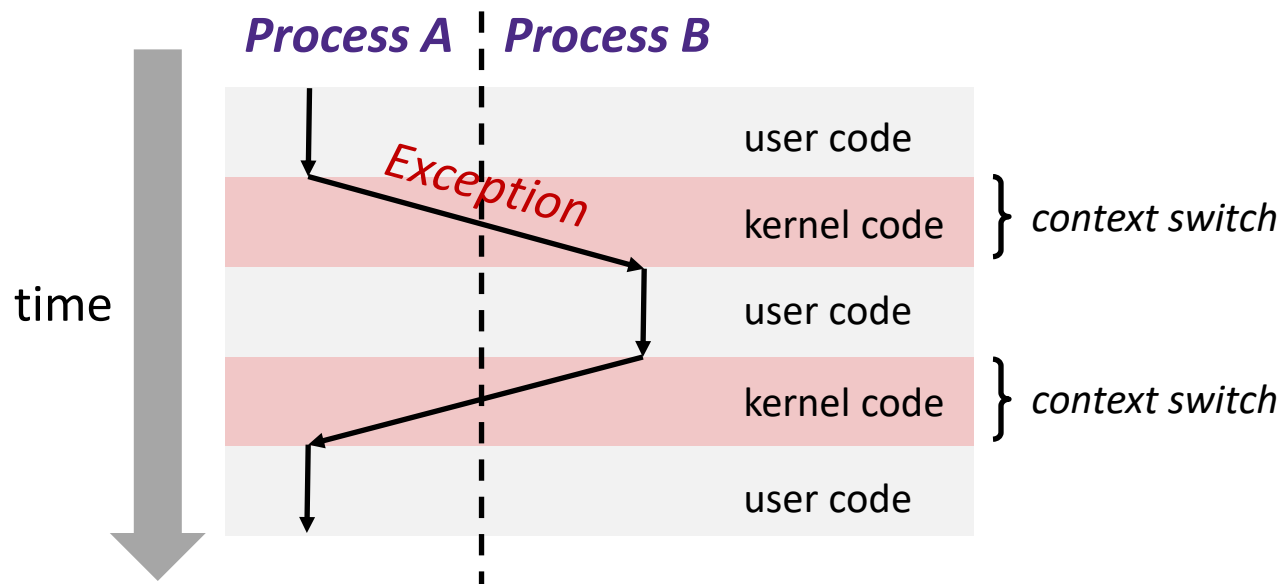 Process A Process B
user code
Exception
kernel code
context switch
time
user code
kernel code
context switch
user code